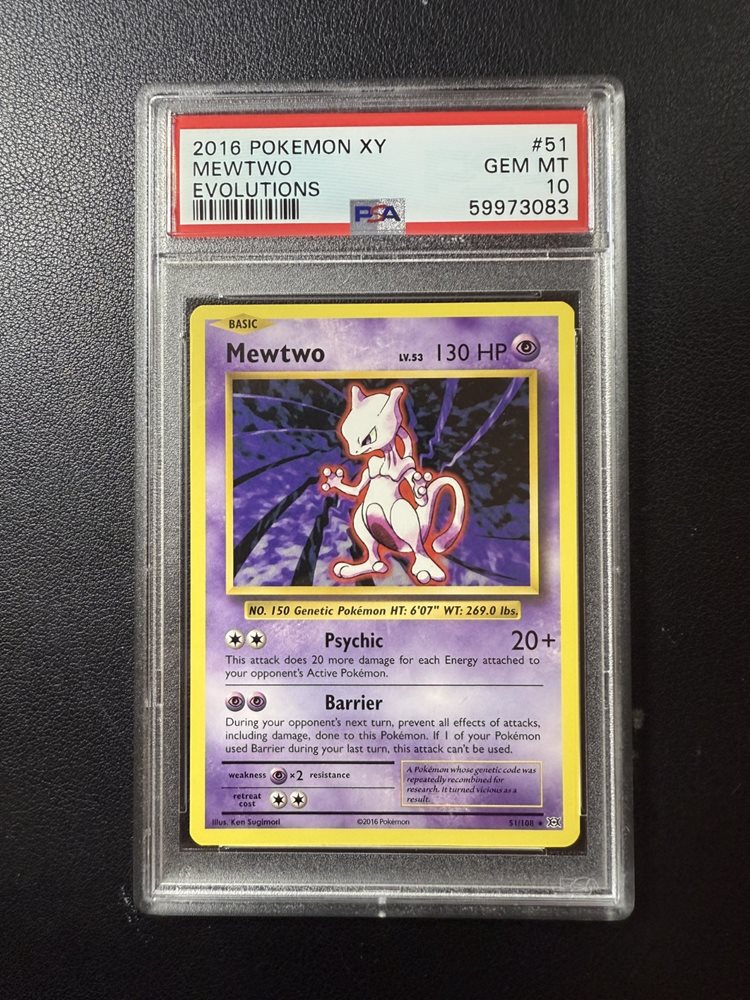 2016 POKEMON XY #51
MEWTWO GEM MT
EVOLUTIONS 10
PSA 59973083
BASIC
Mewtwo LV.53 130 HP
NO. 150 Genetic Pokémon HT: 6'07" WT: 269.0 lbs.
Psychic 20+
This attack does 20 more damage for each Energy attached to
your opponent's Active Pokémon.
Barrier
During your opponent's next turn, prevent all effects of attacks,
including damage, done to this Pokémon. If 1 of your Pokémon
used Barrier during your last turn, this attack can't be used.
weakness ×2 resistance
retreat
cost
A Pokémon whose genetic code was
repeatedly recombined for
research. It turned vicious as a
result.
Illus. Ken Sugimori ©2016 Pokémon 51/108 ★